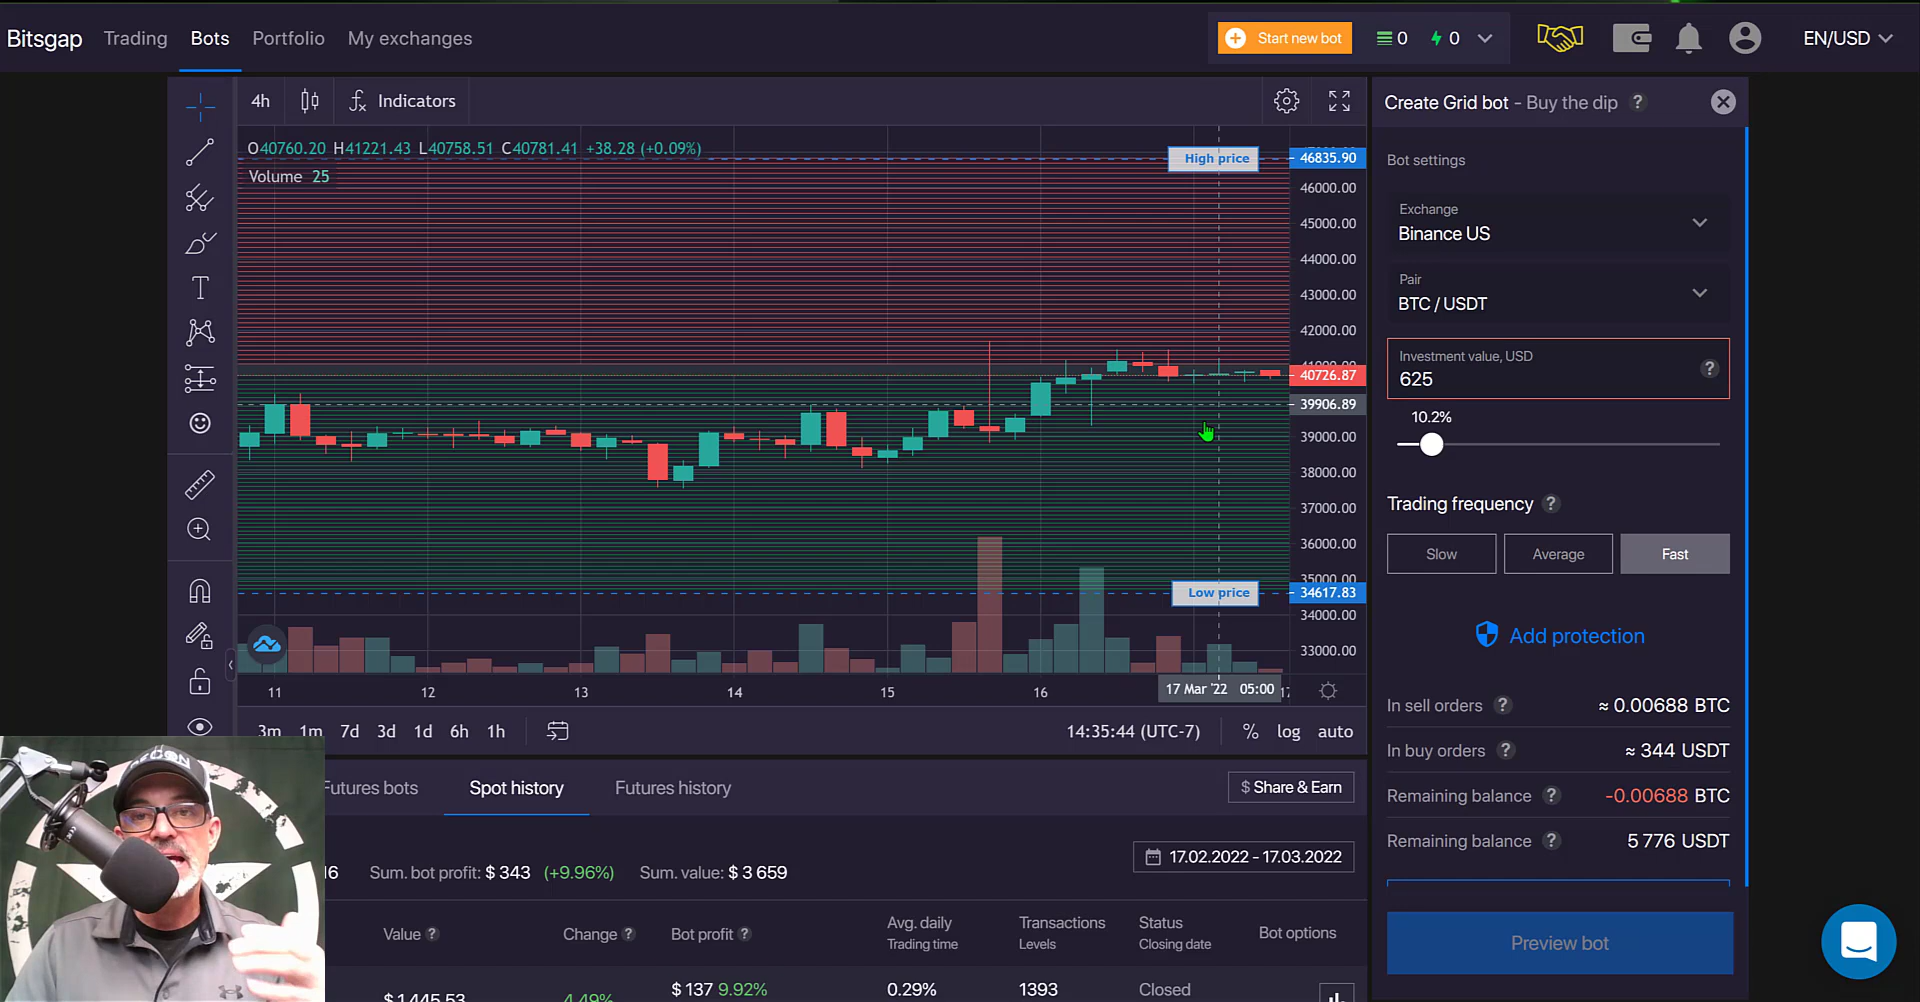 Bitsgap Trading Bots Portfolio My exchanges Start new bot 0 0 EN/USD
4h Indicators
Create Grid bot - Buy the dip ?
O40760.20 H41221.43 L40758.51 C40781.41 +38.28 (+0.09%)
Volume 25
High price 46835.90
46000.00
45000.00
44000.00
43000.00
42000.00
40726.87
39906.89
39000.00
38000.00
37000.00
36000.00
35000.00
Low price 34617.83
34000.00
33000.00
11 12 13 14 15 16 17 Mar '22 05:00
3m 1m 7d 3d 1d 6h 1h 14:35:44 (UTC-7) % log auto
Bot settings
Exchange
Binance US
Pair
BTC / USDT
Investment value, USD
625 ?
10.2%
Trading frequency ?
Slow Average Fast
Add protection
In sell orders ? ≈ 0.00688 BTC
In buy orders ? ≈ 344 USDT
Remaining balance ? -0.00688 BTC
Remaining balance ? 5 776 USDT
Preview bot
Futures bots Spot history Futures history $ Share & Earn
17.02.2022 - 17.03.2022
Sum. bot profit: $ 343 (+9.96%) Sum. value: $ 3 659
Value ? Change ? Bot profit ? Avg. daily Transactions Status Bot options
Trading time Levels Closing date
$ 1 445.53 4.49% $ 137 9.92% 0.29% 1393 Closed